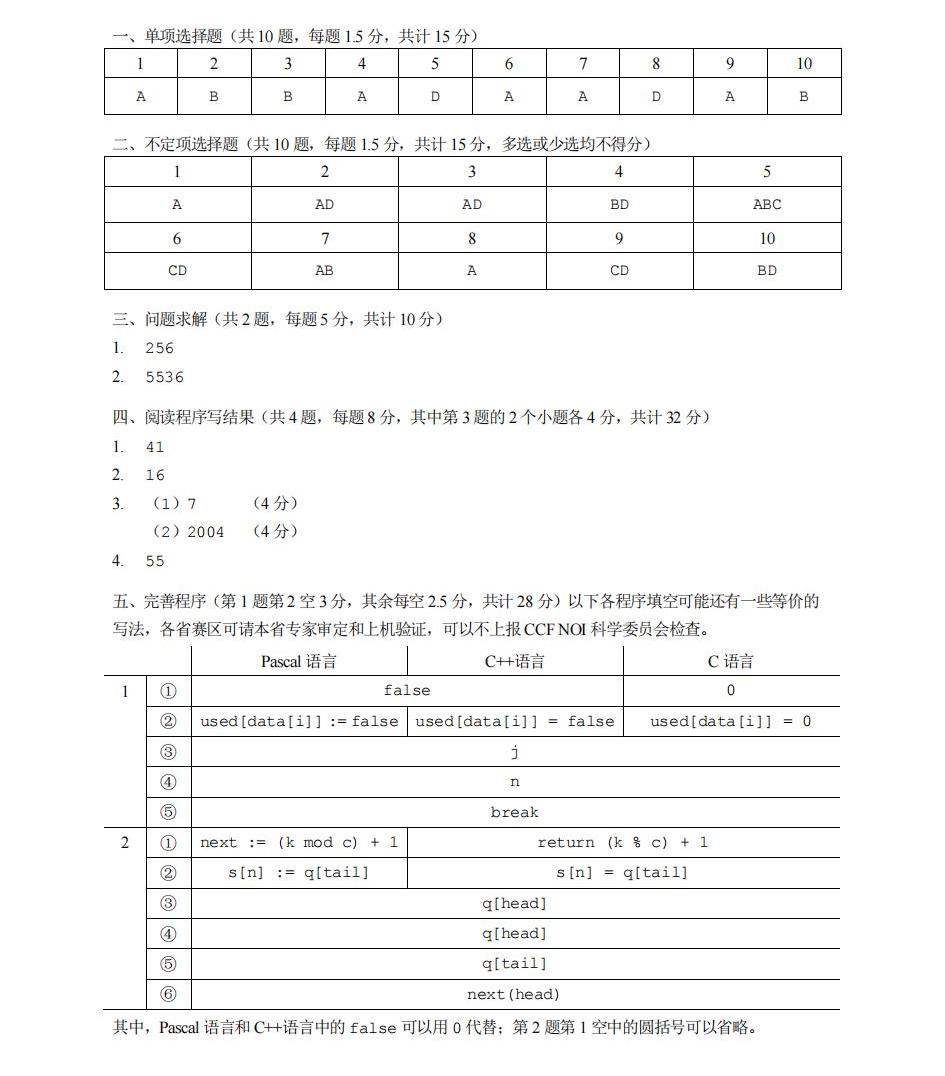 一、单项选择题（共 10 题，每题 1.5 分，共计 15 分）
1 2 3 4 5 6 7 8 9 10
A B B A D A A D A B
二、不定项选择题（共 10 题，每题 1.5 分，共计 15 分，多选或少选均不得分）
1 2 3 4 5
A AD AD BD ABC
6 7 8 9 10
CD AB A CD BD
三、问题求解（共 2 题，每题 5 分，共计 10 分）
1. 256
2. 5536
四、阅读程序写结果（共 4 题，每题 8 分，其中第 3 题的 2 个小题各 4 分，共计 32 分）
1. 41
2. 16
3. （1）7 （4 分）
（2）2004 （4 分）
4. 55
五、完善程序（第 1 题第 2 空 3 分，其余每空 2.5 分，共计 28 分）以下各程序填空可能还有一些等价的
写法，各省赛区可请本省专家审定和上机验证，可以不上报 CCF NOI 科学委员会检查。
Pascal 语言 C++语言 C 语言
1 ① false 0
② used[data[i]] := false used[data[i]] = false used[data[i]] = 0
③ j
④ n
⑤ break
2 ① next := (k mod c) + 1 return (k % c) + 1
② s[n] := q[tail] s[n] = q[tail]
③ q[head]
④ q[head]
⑤ q[tail]
⑥ next(head)
其中，Pascal 语言和 C++语言中的 false 可以用 0 代替；第 2 题第 1 空中的圆括号可以省略。